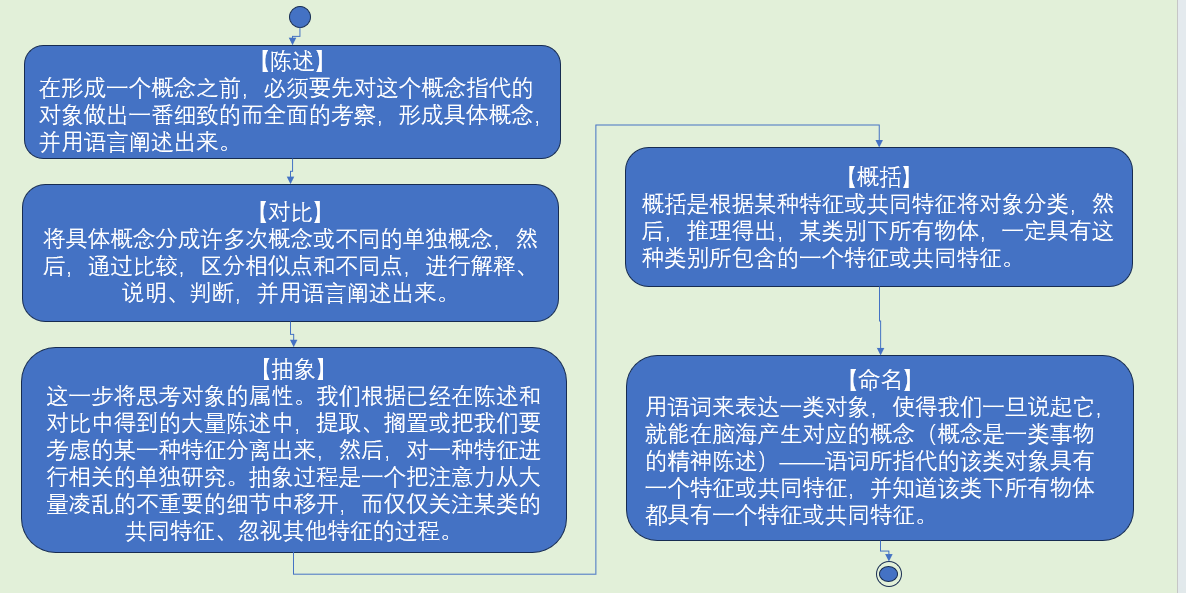 【陈述】
在形成一个概念之前，必须要先对这个概念指代的
对象做出一番细致的而全面的考察，形成具体概念，
并用语言阐述出来。
【对比】
将具体概念分成许多次概念或不同的单独概念，然
后，通过比较，区分相似点和不同点，进行解释、
说明、判断，并用语言阐述出来。
【抽象】
这一步将思考对象的属性。我们根据已经在陈述和
对比中得到的大量陈述中，提取、搁置或把我们要
考虑的某一种特征分离出来，然后，对一种特征进
行相关的单独研究。抽象过程是一个把注意力从大
量凌乱的不重要的细节中移开，而仅仅关注某类的
共同特征、忽视其他特征的过程。
【概括】
概括是根据某种特征或共同特征将对象分类，然
后，推理得出，某类别下所有物体，一定具有这
种类别所包含的一个特征或共同特征。
【命名】
用语词来表达一类对象，使得我们一旦说起它，
就能在脑海产生对应的概念（概念是一类事物
的精神陈述）——语词所指代的该类对象具有
一个特征或共同特征，并知道该类下所有物体
都具有一个特征或共同特征。